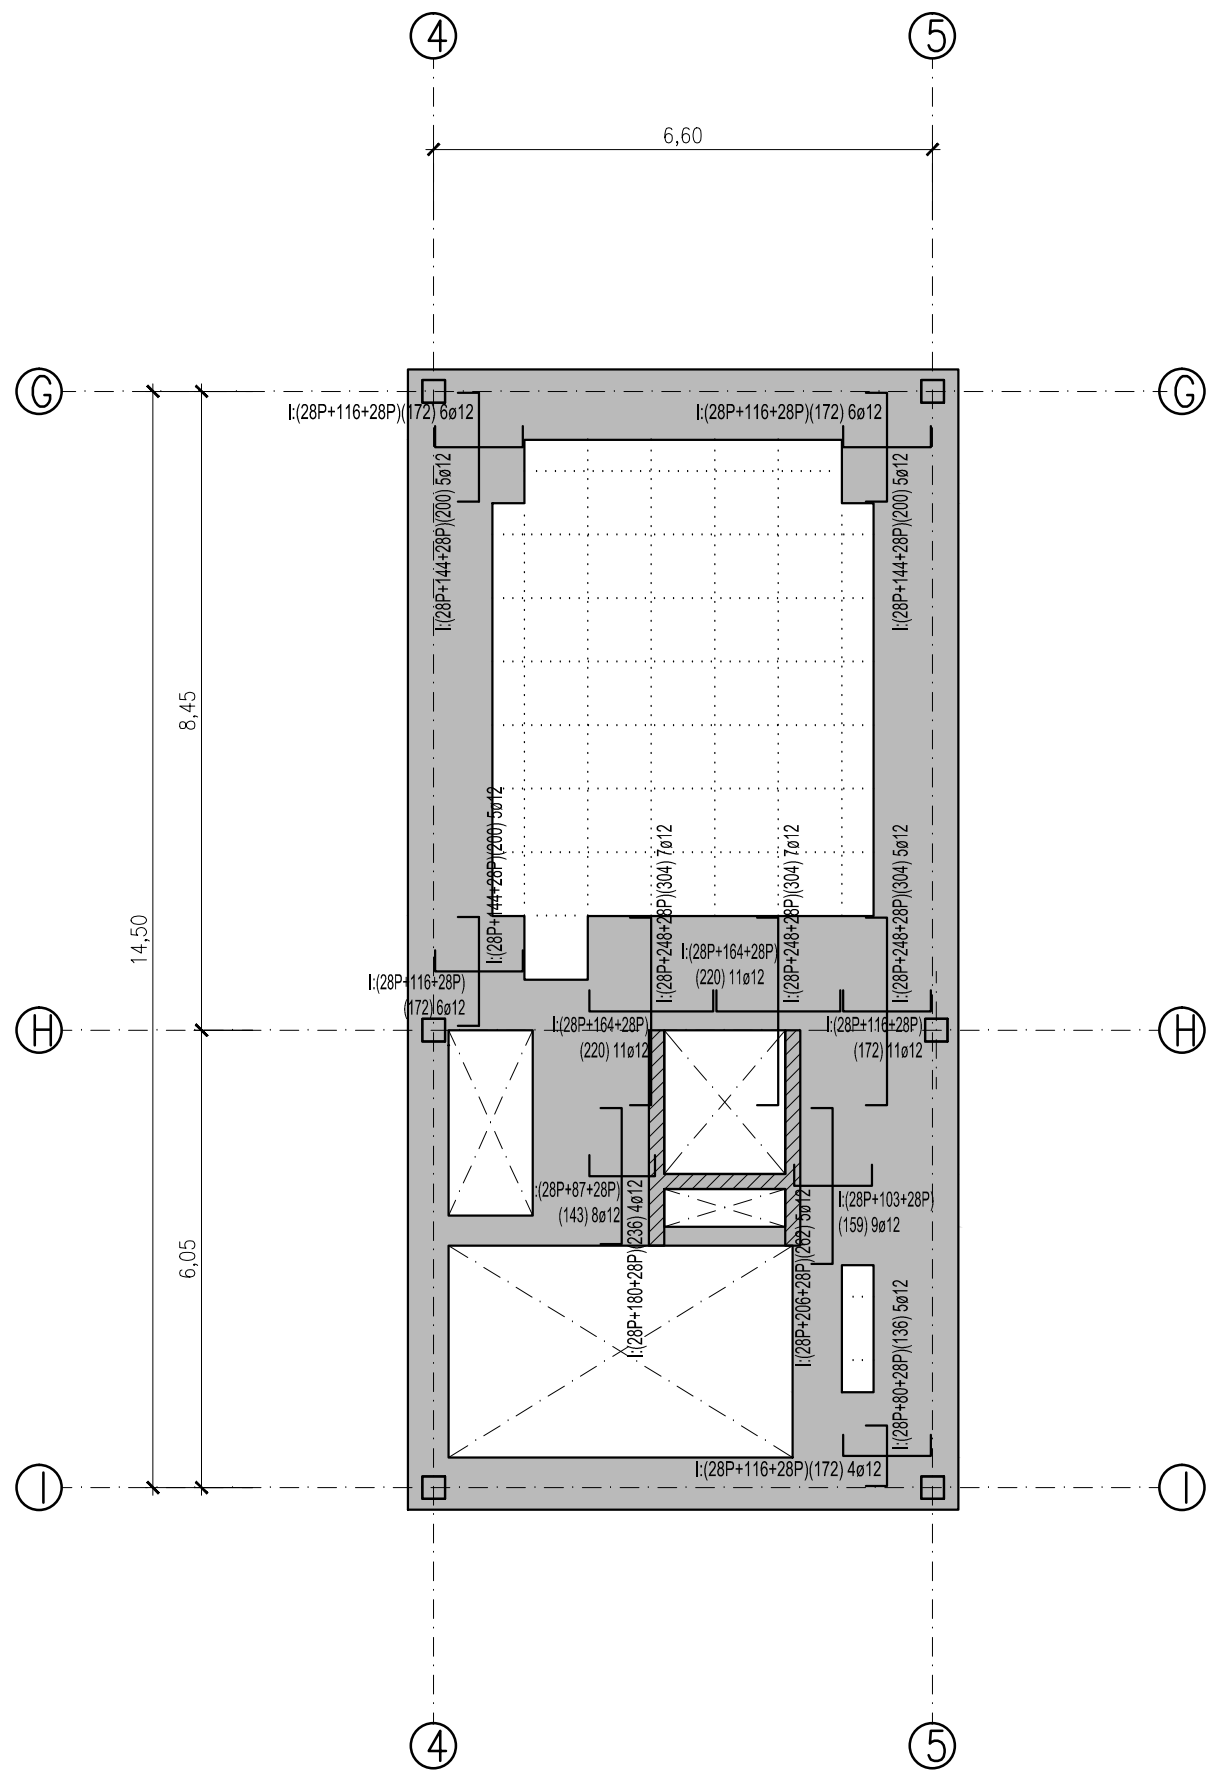 4
5
6,60
G
G
I:(28P+116+28P)(172) 6ø12
I:(28P+116+28P)(172) 6ø12
I:(28P+144+28P)(200) 5ø12
I:(28P+144+28P)(200) 5ø12
8,45
14,50
I:(28P+144+28P)(200) 5ø12
I:(28P+248+28P)(304) 7ø12
I:(28P+248+28P)(304) 7ø12
I:(28P+248+28P)(304) 5ø12
I:(28P+164+28P)
(220) 11ø12
I:(28P+116+28P)
(172) 6ø12
H
H
I:(28P+164+28P)
(220) 11ø12
I:(28P+116+28P)
(172) 11ø12
:(28P+87+28P)
(143) 8ø12
I:(28P+180+28P)(236) 4ø12
I:(28P+206+28P)(262) 5ø12
I:(28P+103+28P)
(159) 9ø12
6,05
I:(28P+80+28P)(136) 5ø12
I:(28P+116+28P)(172) 4ø12
I
I
4
5